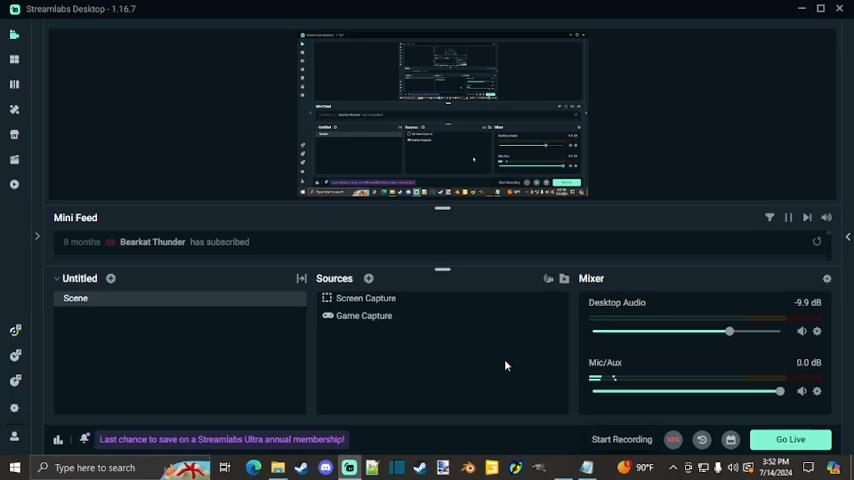 Streamlabs Desktop - 1.16.7
Mini Feed
8 months Bearkat Thunder has subscribed
Untitled
Sources
Mixer
Scene
Screen Capture
Game Capture
Desktop Audio -9.9 dB
Mic/Aux 0.0 dB
Last chance to save on a Streamlabs Ultra annual membership!
Start Recording
REC
Go Live
Type here to search
90°F
3:52 PM
7/14/2024